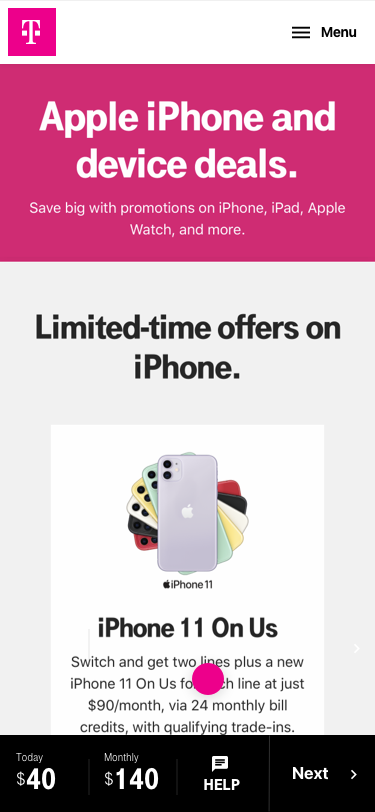 T
Menu
Apple iPhone and
device deals.
Save big with promotions on iPhone, iPad, Apple
Watch, and more.
Limited-time offers on
iPhone.
iPhone 11
iPhone 11 On Us
Switch and get two lines plus a new
iPhone 11 On Us line at just
$90/month, via 24 monthly bill
credits, with qualifying trade-ins.
Today
$40
Monthly
$140
HELP
Next